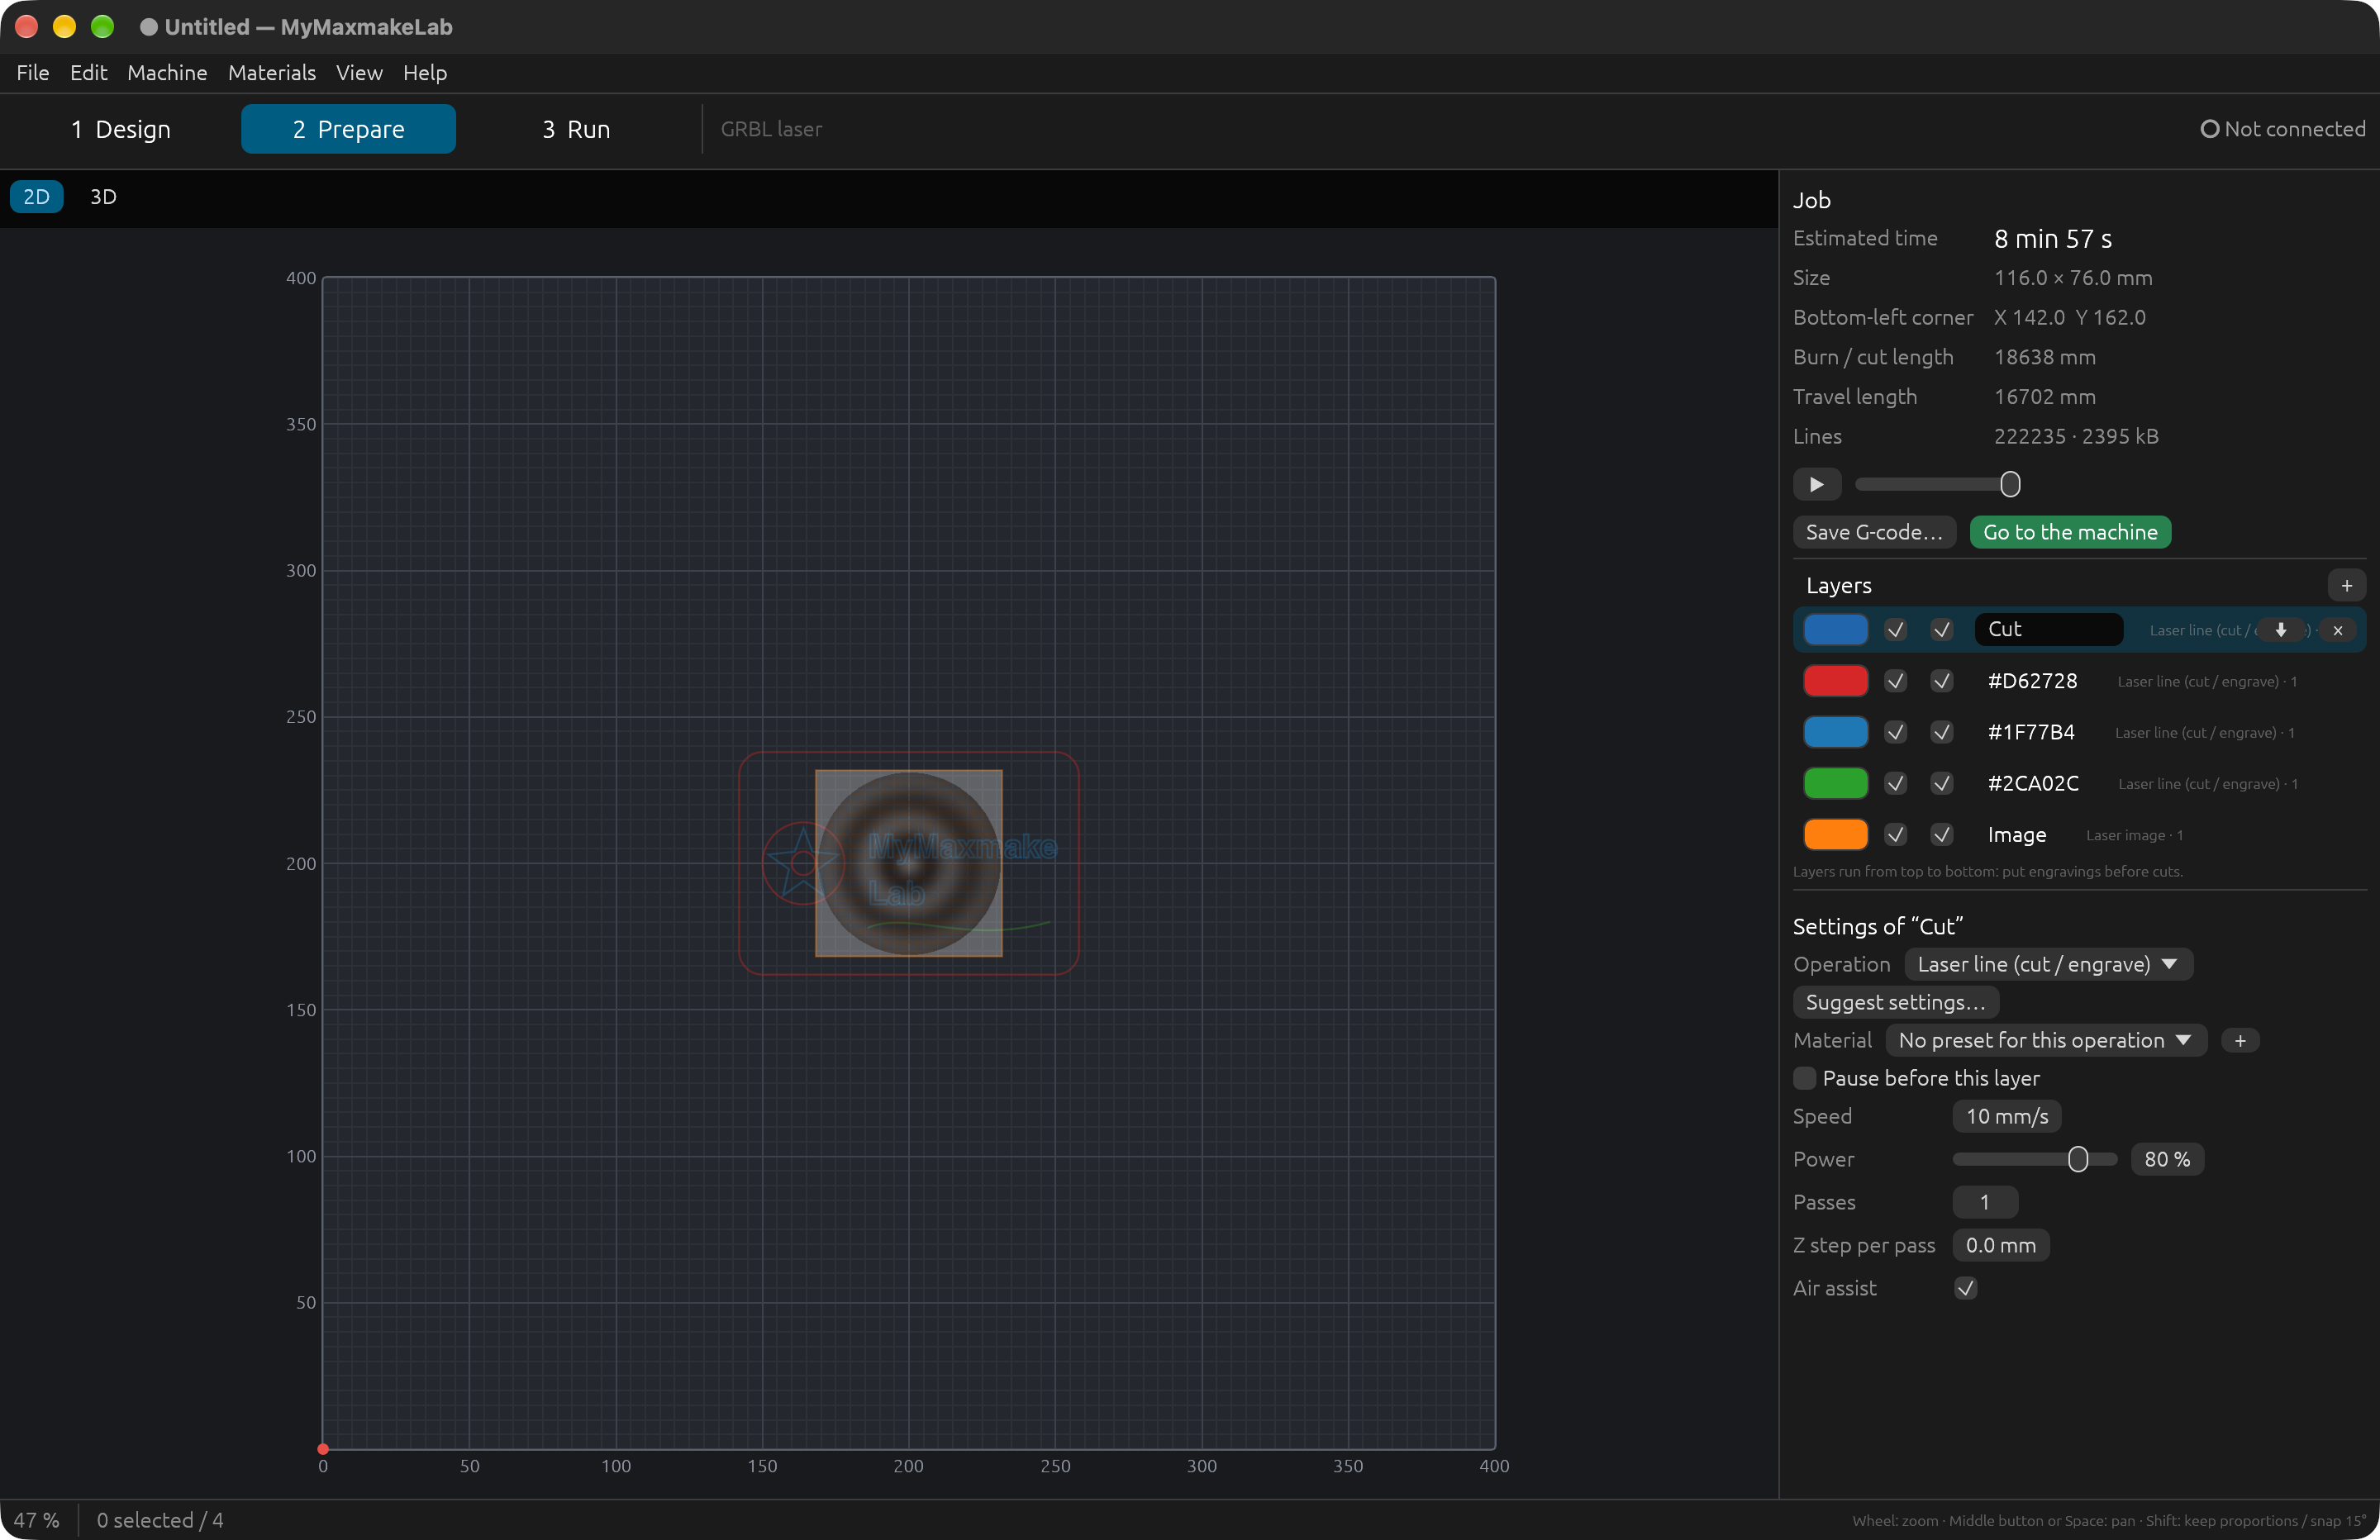 Untitled — MyMaxmakeLab
File Edit Machine Materials View Help
1 Design 2 Prepare 3 Run GRBL laser Not connected
2D 3D
Job
Estimated time 8 min 57 s
Size 116.0 × 76.0 mm
Bottom-left corner X 142.0 Y 162.0
Burn / cut length 18638 mm
Travel length 16702 mm
Lines 222235 · 2395 kB
Save G-code… Go to the machine
Layers +
Cut Laser line (cut /
#D62728 Laser line (cut / engrave) · 1
#1F77B4 Laser line (cut / engrave) · 1
#2CA02C Laser line (cut / engrave) · 1
Image Laser image · 1
Layers run from top to bottom: put engravings before cuts.
Settings of “Cut”
Operation Laser line (cut / engrave)
Suggest settings…
Material No preset for this operation +
Pause before this layer
Speed 10 mm/s
Power 80 %
Passes 1
Z step per pass 0.0 mm
Air assist
400
350
300
250
200
150
100
50
0 50 100 150 200 250 300 350 400
MyMaxmake
Lab
47 % 0 selected / 4
Wheel: zoom · Middle button or Space: pan · Shift: keep proportions / snap 15°